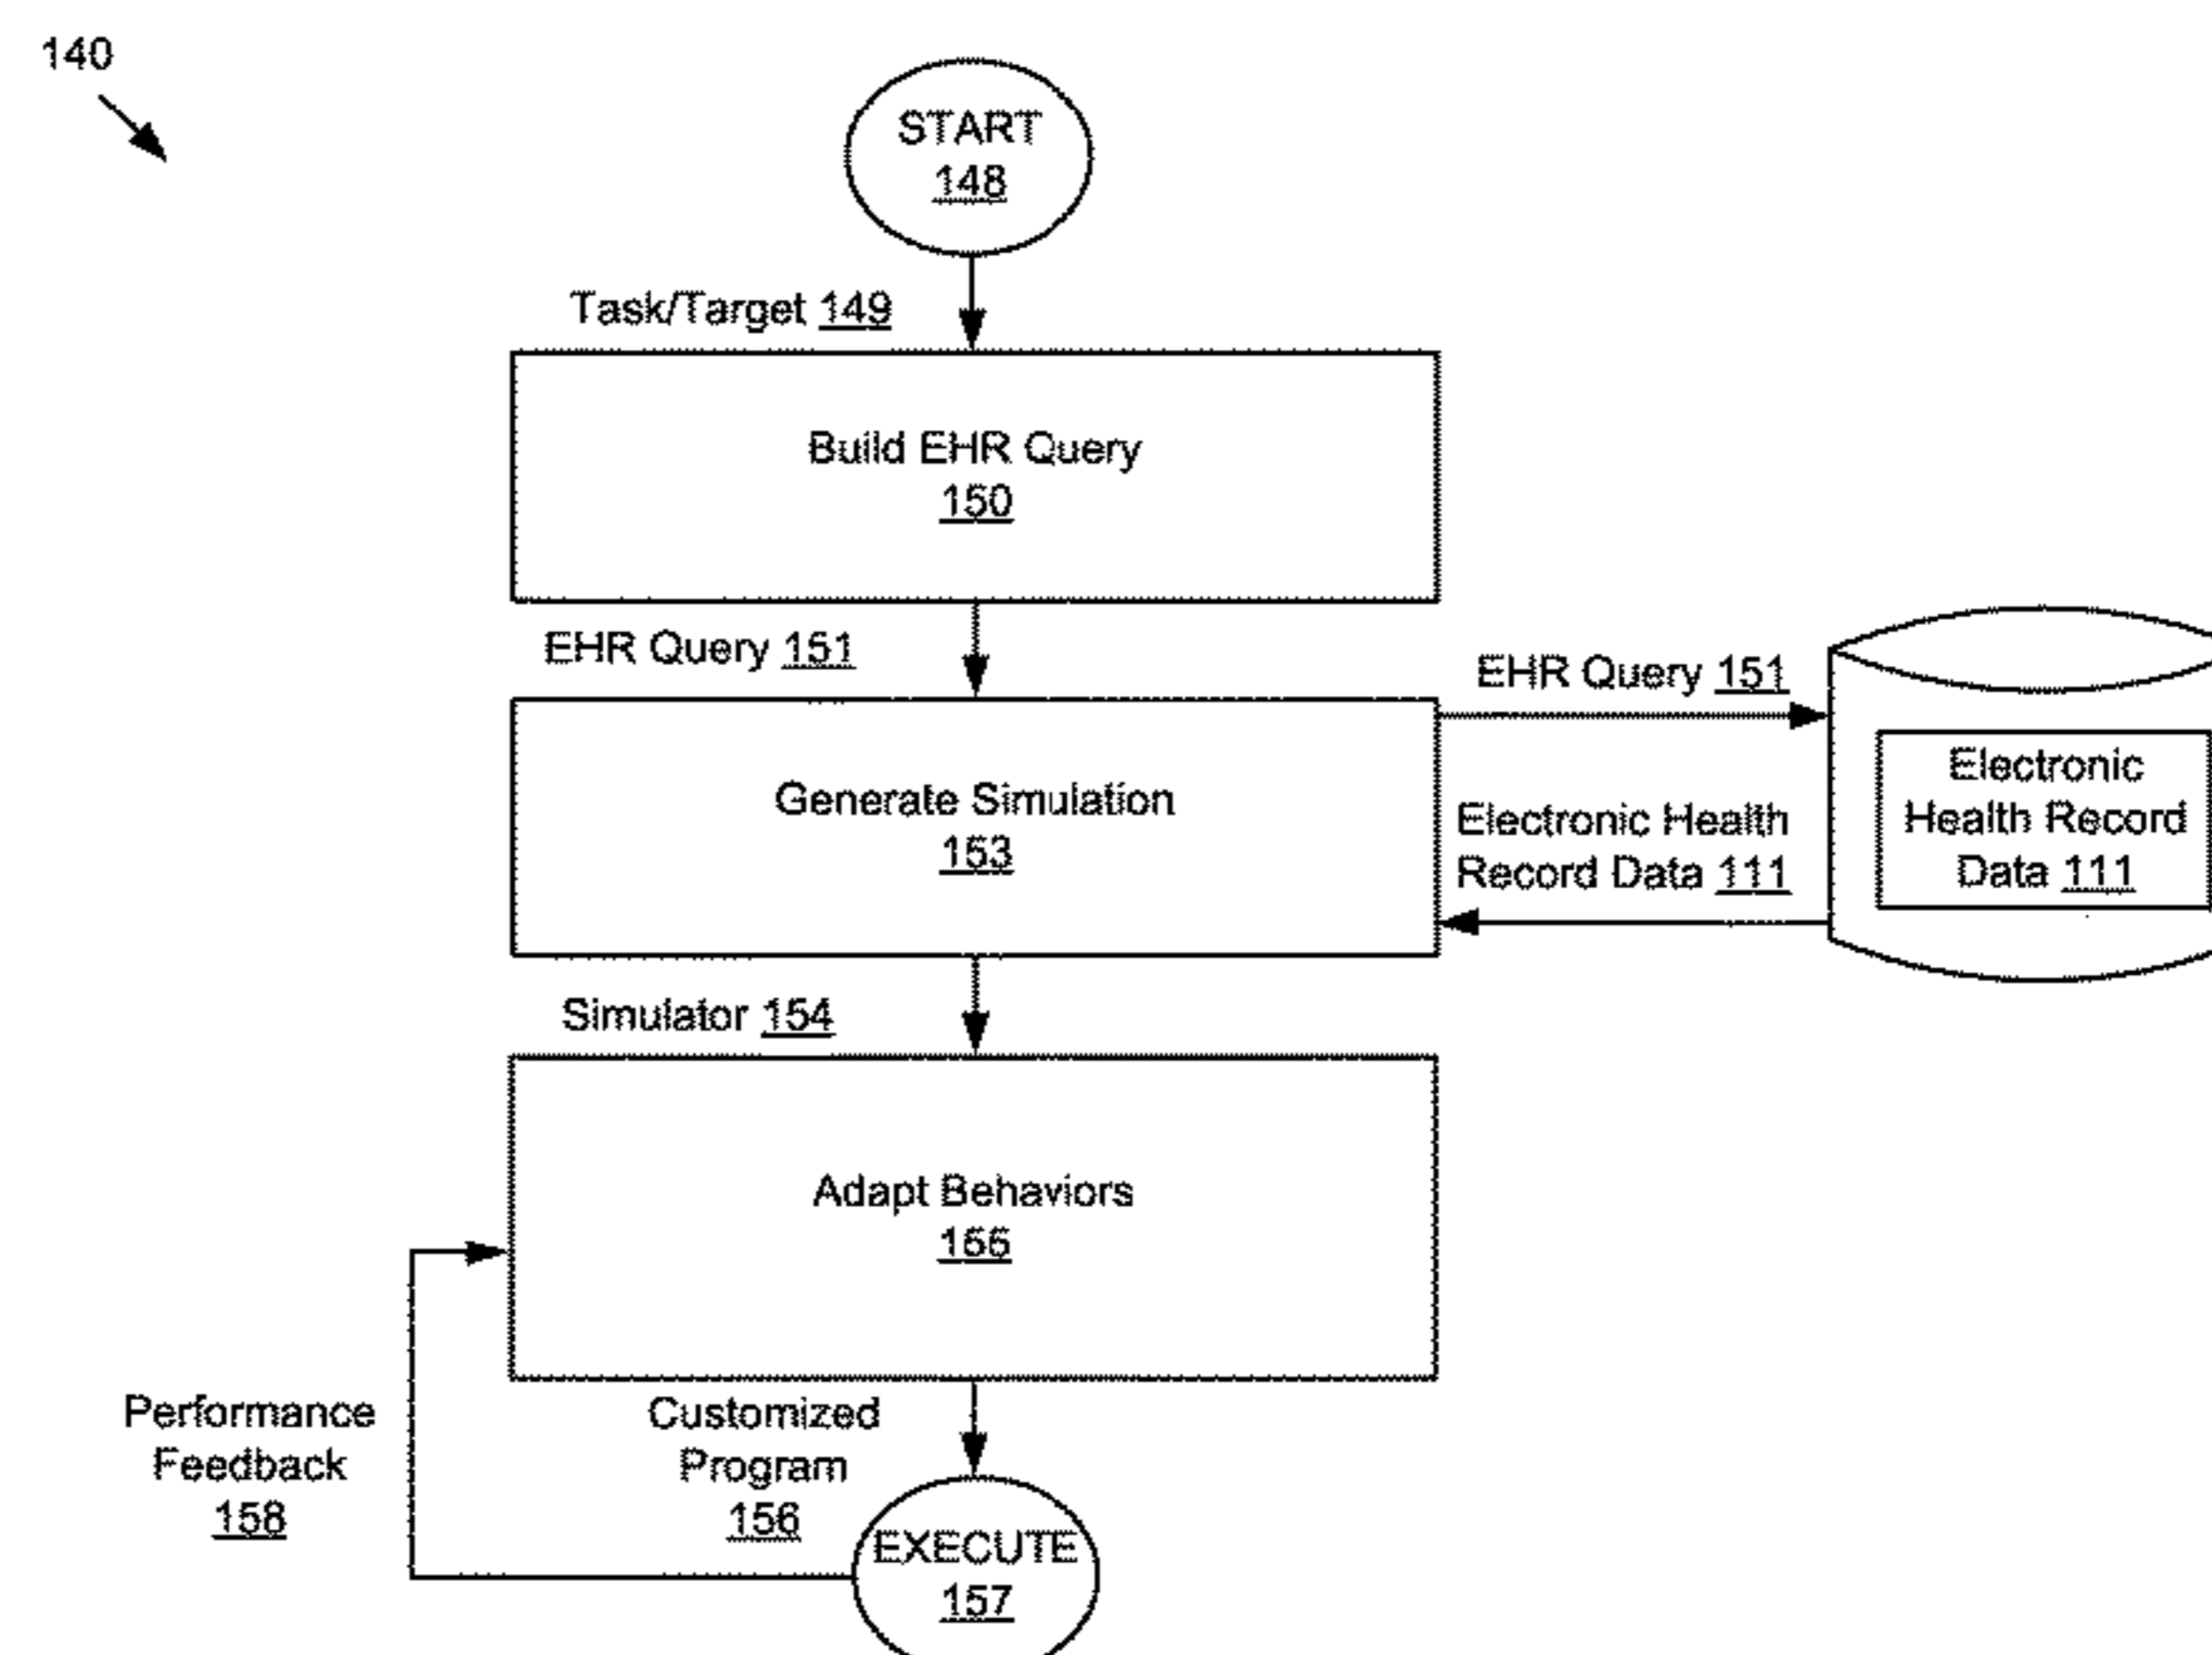 140
START
148
Task/Target 149
Build EHR Query
150
EHR Query 151
EHR Query 151
Generate Simulation
153
Electronic Health
Record Data 111
Electronic
Health Record
Data 111
Simulator 154
Adapt Behaviors
155
Performance
Feedback
158
Customized
Program
156
EXECUTE
157